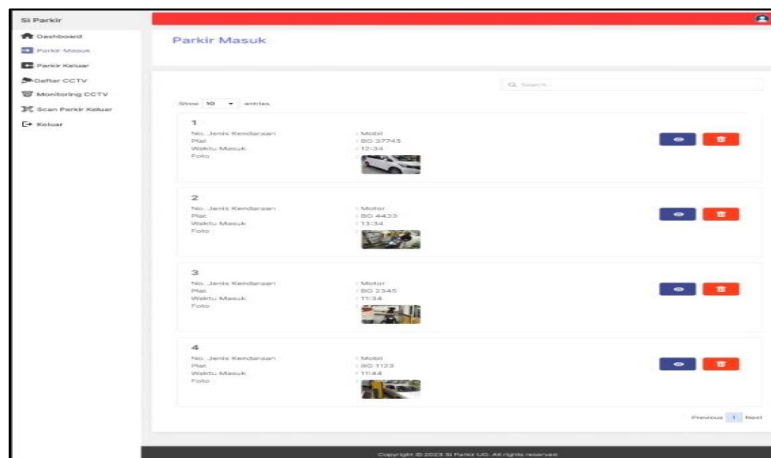 Si Parkir
Dashboard
Parkir Masuk
Parkir Keluar
Daftar CCTV
Monitoring CCTV
Scan Parkir Keluar
Keluar
Parkir Masuk
Search...
Show 10 entries
1
No. Jenis Kendaraan : Mobil
Plat : BG 37745
Waktu Masuk : 12:34
Foto
2
No. Jenis Kendaraan : Motor
Plat : BG 4433
Waktu Masuk : 13:34
Foto
3
No. Jenis Kendaraan : Motor
Plat : BG 2345
Waktu Masuk : 11:34
Foto
4
No. Jenis Kendaraan : Mobil
Plat : BG 1123
Waktu Masuk : 11:44
Foto
Previous 1 Next
Copyright © 2023 Si Parkir UG. All rights reserved